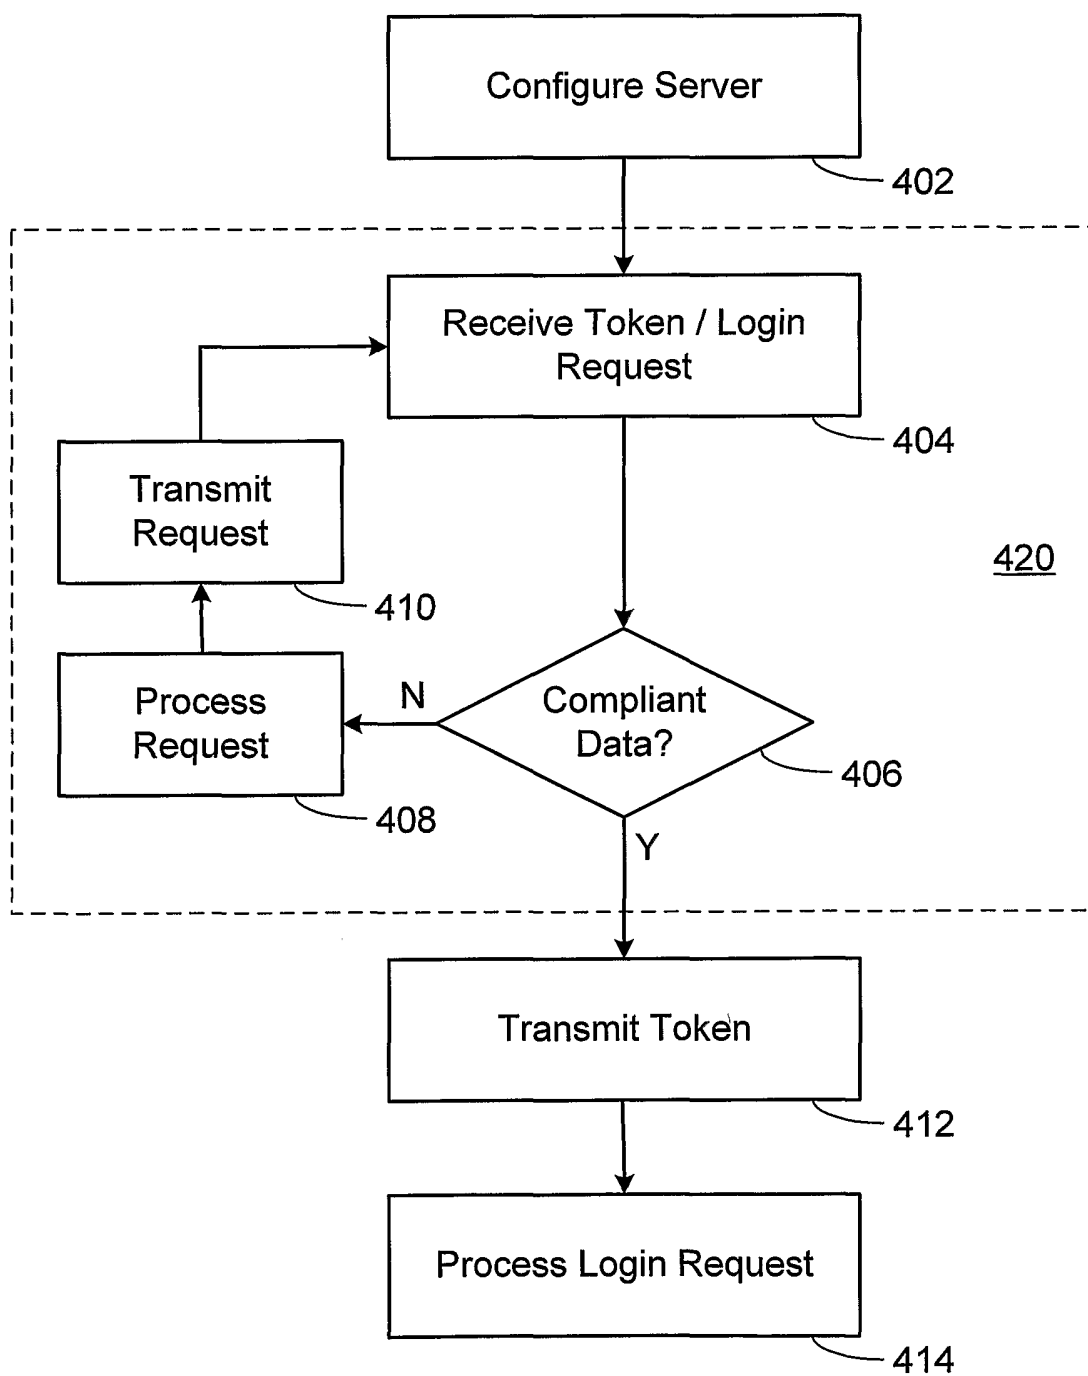 Configure Server
402
Receive Token / Login
Request
404
Transmit
Request
410
420
Process
Request
408
N
Compliant
Data?
406
Y
Transmit Token
412
Process Login Request
414